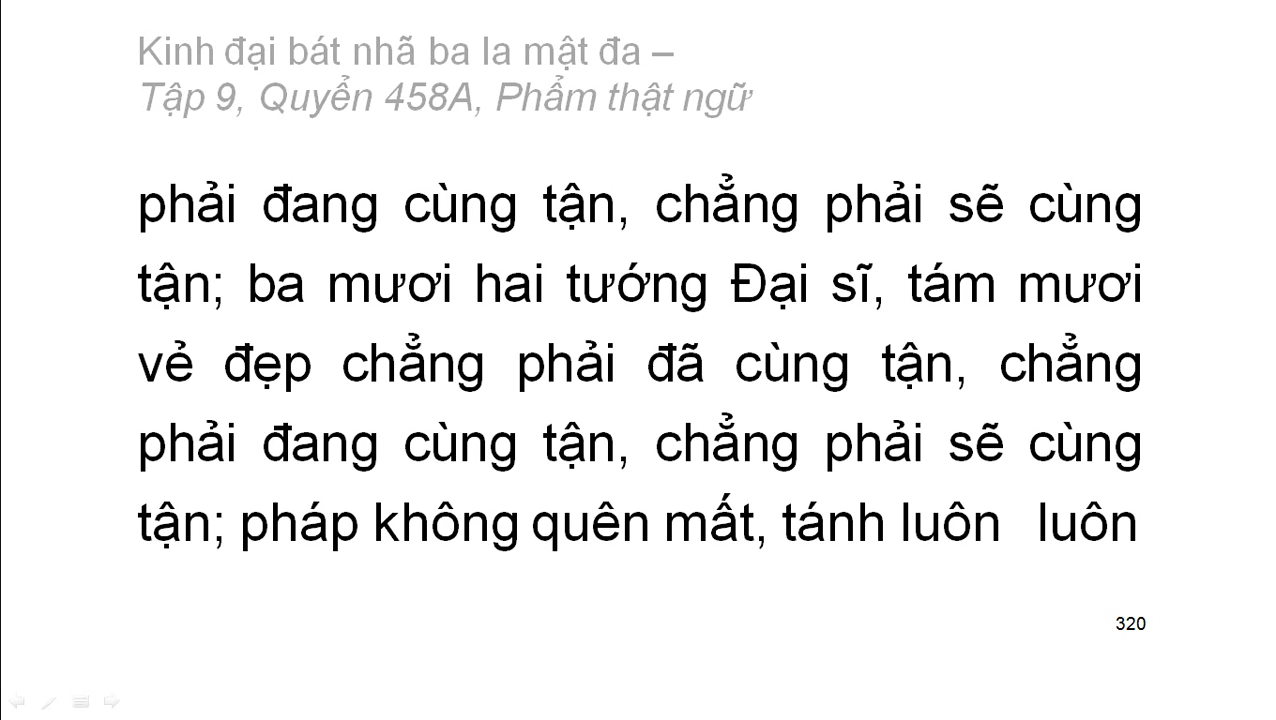 Kinh đại bát nhã ba la mật đa –
Tập 9, Quyển 458A, Phẩm thật ngữ
phải đang cùng tận, chẳng phải sẽ cùng
tận; ba mươi hai tướng Đại sĩ, tám mươi
vẻ đẹp chẳng phải đã cùng tận, chẳng
phải đang cùng tận, chẳng phải sẽ cùng
tận; pháp không quên mất, tánh luôn luôn
320